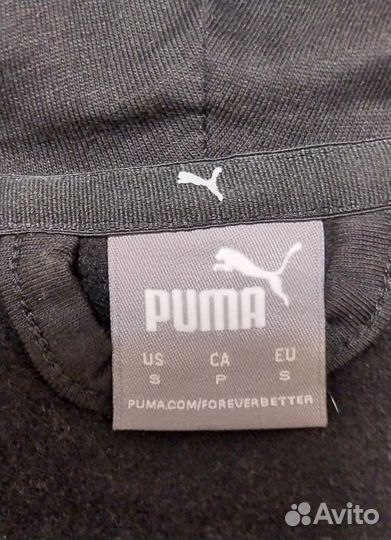 PUMA
US CA EU
S P S
PUMA.COM/FOREVERBETTER
Avito